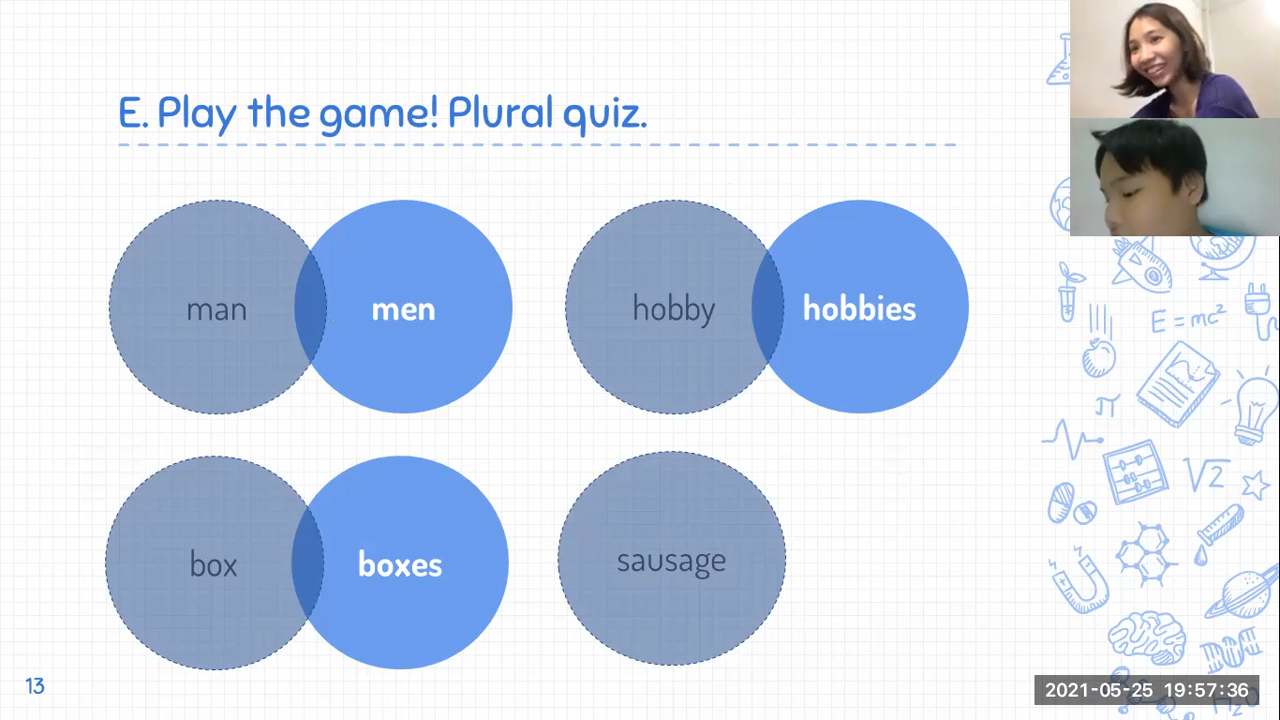 E. Play the game! Plural quiz.
man
men
hobby
hobbies
box
boxes
sausage
13
E = mc²
π
√2
2021-05-25 19:57:36